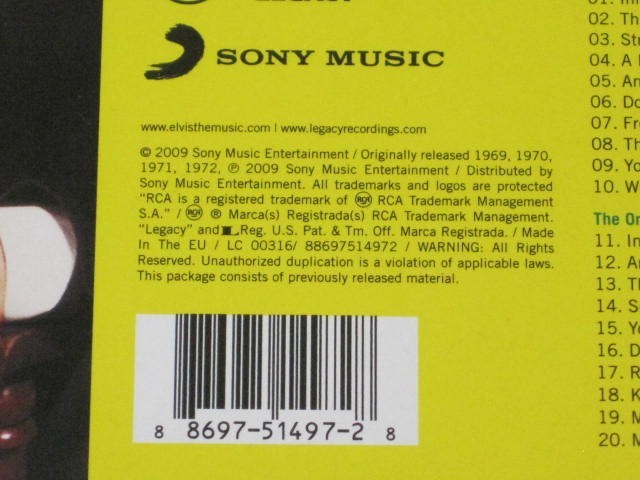 SONY MUSIC
www.elvisthemusic.com | www.legacyrecordings.com
© 2009 Sony Music Entertainment / Originally released 1969, 1970,
1971, 1972, ℗ 2009 Sony Music Entertainment / Distributed by
Sony Music Entertainment. All trademarks and logos are protected
"RCA is a registered trademark of RCA RCA Trademark Management
S.A." / RCA ® Marca(s) Registrada(s) RCA Trademark Management.
"Legacy" and Reg. U.S. Pat. & Tm. Off. Marca Registrada. / Made
In The EU / LC 00316/ 88697514972 / WARNING: All Rights
Reserved. Unauthorized duplication is a violation of applicable laws.
This package consists of previously released material.
8 8697-51497-2 8
01.
02. Th
03. Str
04. A
05. An
06. Do
07. Fr
08. Th
09. Yo
10. W
The Or
11. In
12. Ar
13. Th
14. S
15. Yo
16. D
17. R
18. K
19. M
20. M